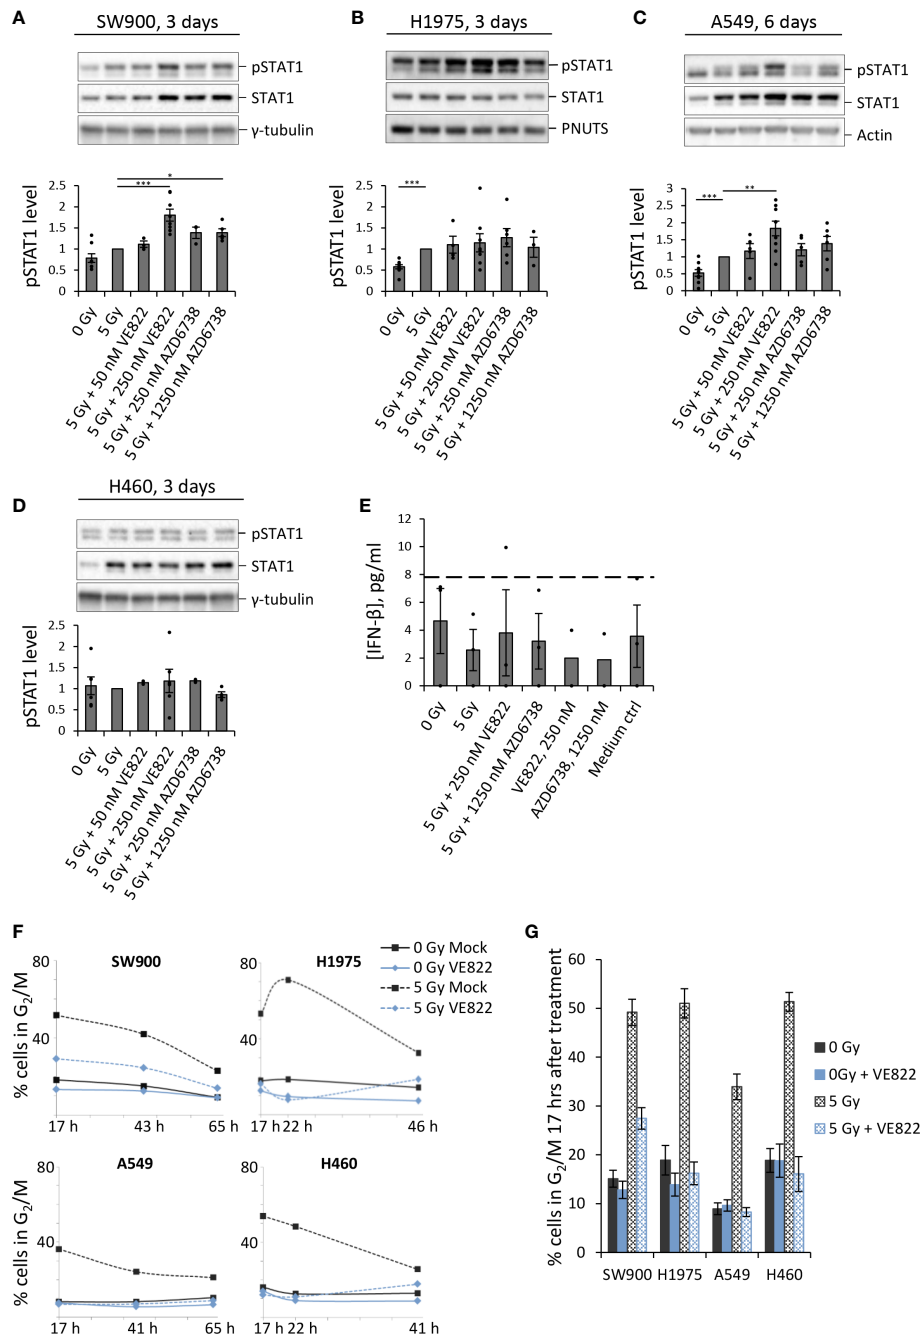 A
SW900, 3 days
pSTAT1
STAT1
γ-tubulin
pSTAT1 level
2.5
2
1.5
1
0.5
0
***
*
0 Gy
5 Gy
5 Gy + 50 nM VE822
5 Gy + 250 nM VE822
5 Gy + 250 nM AZD6738
5 Gy + 1250 nM AZD6738
B
H1975, 3 days
pSTAT1
STAT1
PNUTS
pSTAT1 level
2.5
2
1.5
1
0.5
0
***
0 Gy
5 Gy
5 Gy + 50 nM VE822
5 Gy + 250 nM VE822
5 Gy + 250 nM AZD6738
5 Gy + 1250 nM AZD6738
C
A549, 6 days
pSTAT1
STAT1
Actin
pSTAT1 level
3
2.5
2
1.5
1
0.5
0
***
**
0 Gy
5 Gy
5 Gy + 50 nM VE822
5 Gy + 250 nM VE822
5 Gy + 250 nM AZD6738
5 Gy + 1250 nM AZD6738
D
H460, 3 days
pSTAT1
STAT1
γ-tubulin
pSTAT1 level
2.5
2
1.5
1
0.5
0
0 Gy
5 Gy
5 Gy + 50 nM VE822
5 Gy + 250 nM VE822
5 Gy + 250 nM AZD6738
5 Gy + 1250 nM AZD6738
E
[IFN-β], pg/ml
12
10
8
6
4
2
0
0 Gy
5 Gy
5 Gy + 250 nM VE822
5 Gy + 1250 nM AZD6738
VE822, 250 nM
AZD6738, 1250 nM
Medium ctrl
F
% cells in G2/M
80
40
SW900
17 h 43 h 65 h
80
40
H1975
17 h 22 h 46 h
0 Gy Mock
0 Gy VE822
5 Gy Mock
5 Gy VE822
% cells in G2/M
80
40
A549
17 h 41 h 65 h
80
40
H460
17 h 22 h 41 h
G
% cells in G2/M 17 hrs after treatment
60
50
40
30
20
10
0
SW900 H1975 A549 H460
0 Gy
0Gy + VE822
5 Gy
5 Gy + VE822